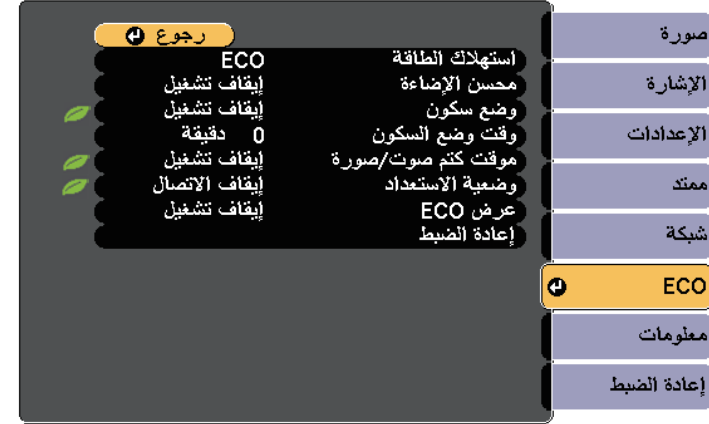 صورة
الإشارة
الإعدادات
ممتد
شبكة
ECO
معلومات
إعادة الضبط
رجوع
استهلاك الطاقة ECO
محسن الإضاءة إيقاف تشغيل
وضع سكون إيقاف تشغيل
وقت وضع السكون 0 دقيقة
موقت كتم صوت/صورة إيقاف تشغيل
وضعية الاستعداد إيقاف الاتصال
عرض ECO إيقاف تشغيل
إعادة الضبط